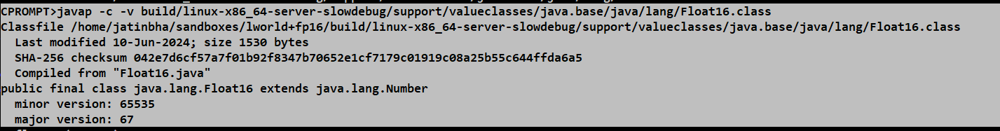 CPROMPT>javap -c -v build/linux-x86_64-server-slowdebug/support/valueclasses/java.base/java/lang/Float16.class
Classfile /home/jatinbha/sandboxes/lworld+fp16/build/linux-x86_64-server-slowdebug/support/valueclasses/java.base/java/lang/Float16.class
  Last modified 10-Jun-2024; size 1530 bytes
  SHA-256 checksum 042e7d6cf57a7f01b92f8347b70652e1cf7179c01919c08a25b55c644ffda6a5
  Compiled from "Float16.java"
public final class java.lang.Float16 extends java.lang.Number
  minor version: 65535
  major version: 67